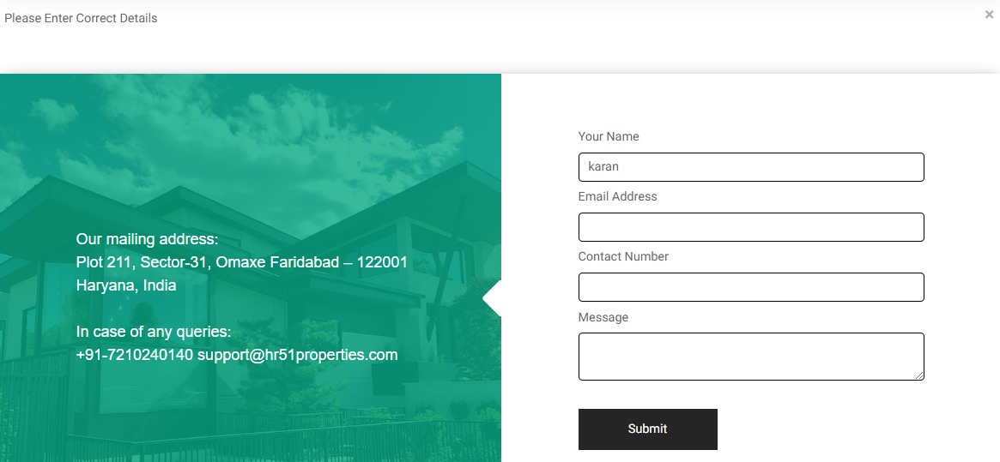 Please Enter Correct Details
×
Our mailing address:
Plot 211, Sector-31, Omaxe Faridabad – 122001
Haryana, India
In case of any queries:
+91-7210240140 support@hr51properties.com
Your Name
karan
Email Address
Contact Number
Message
Submit